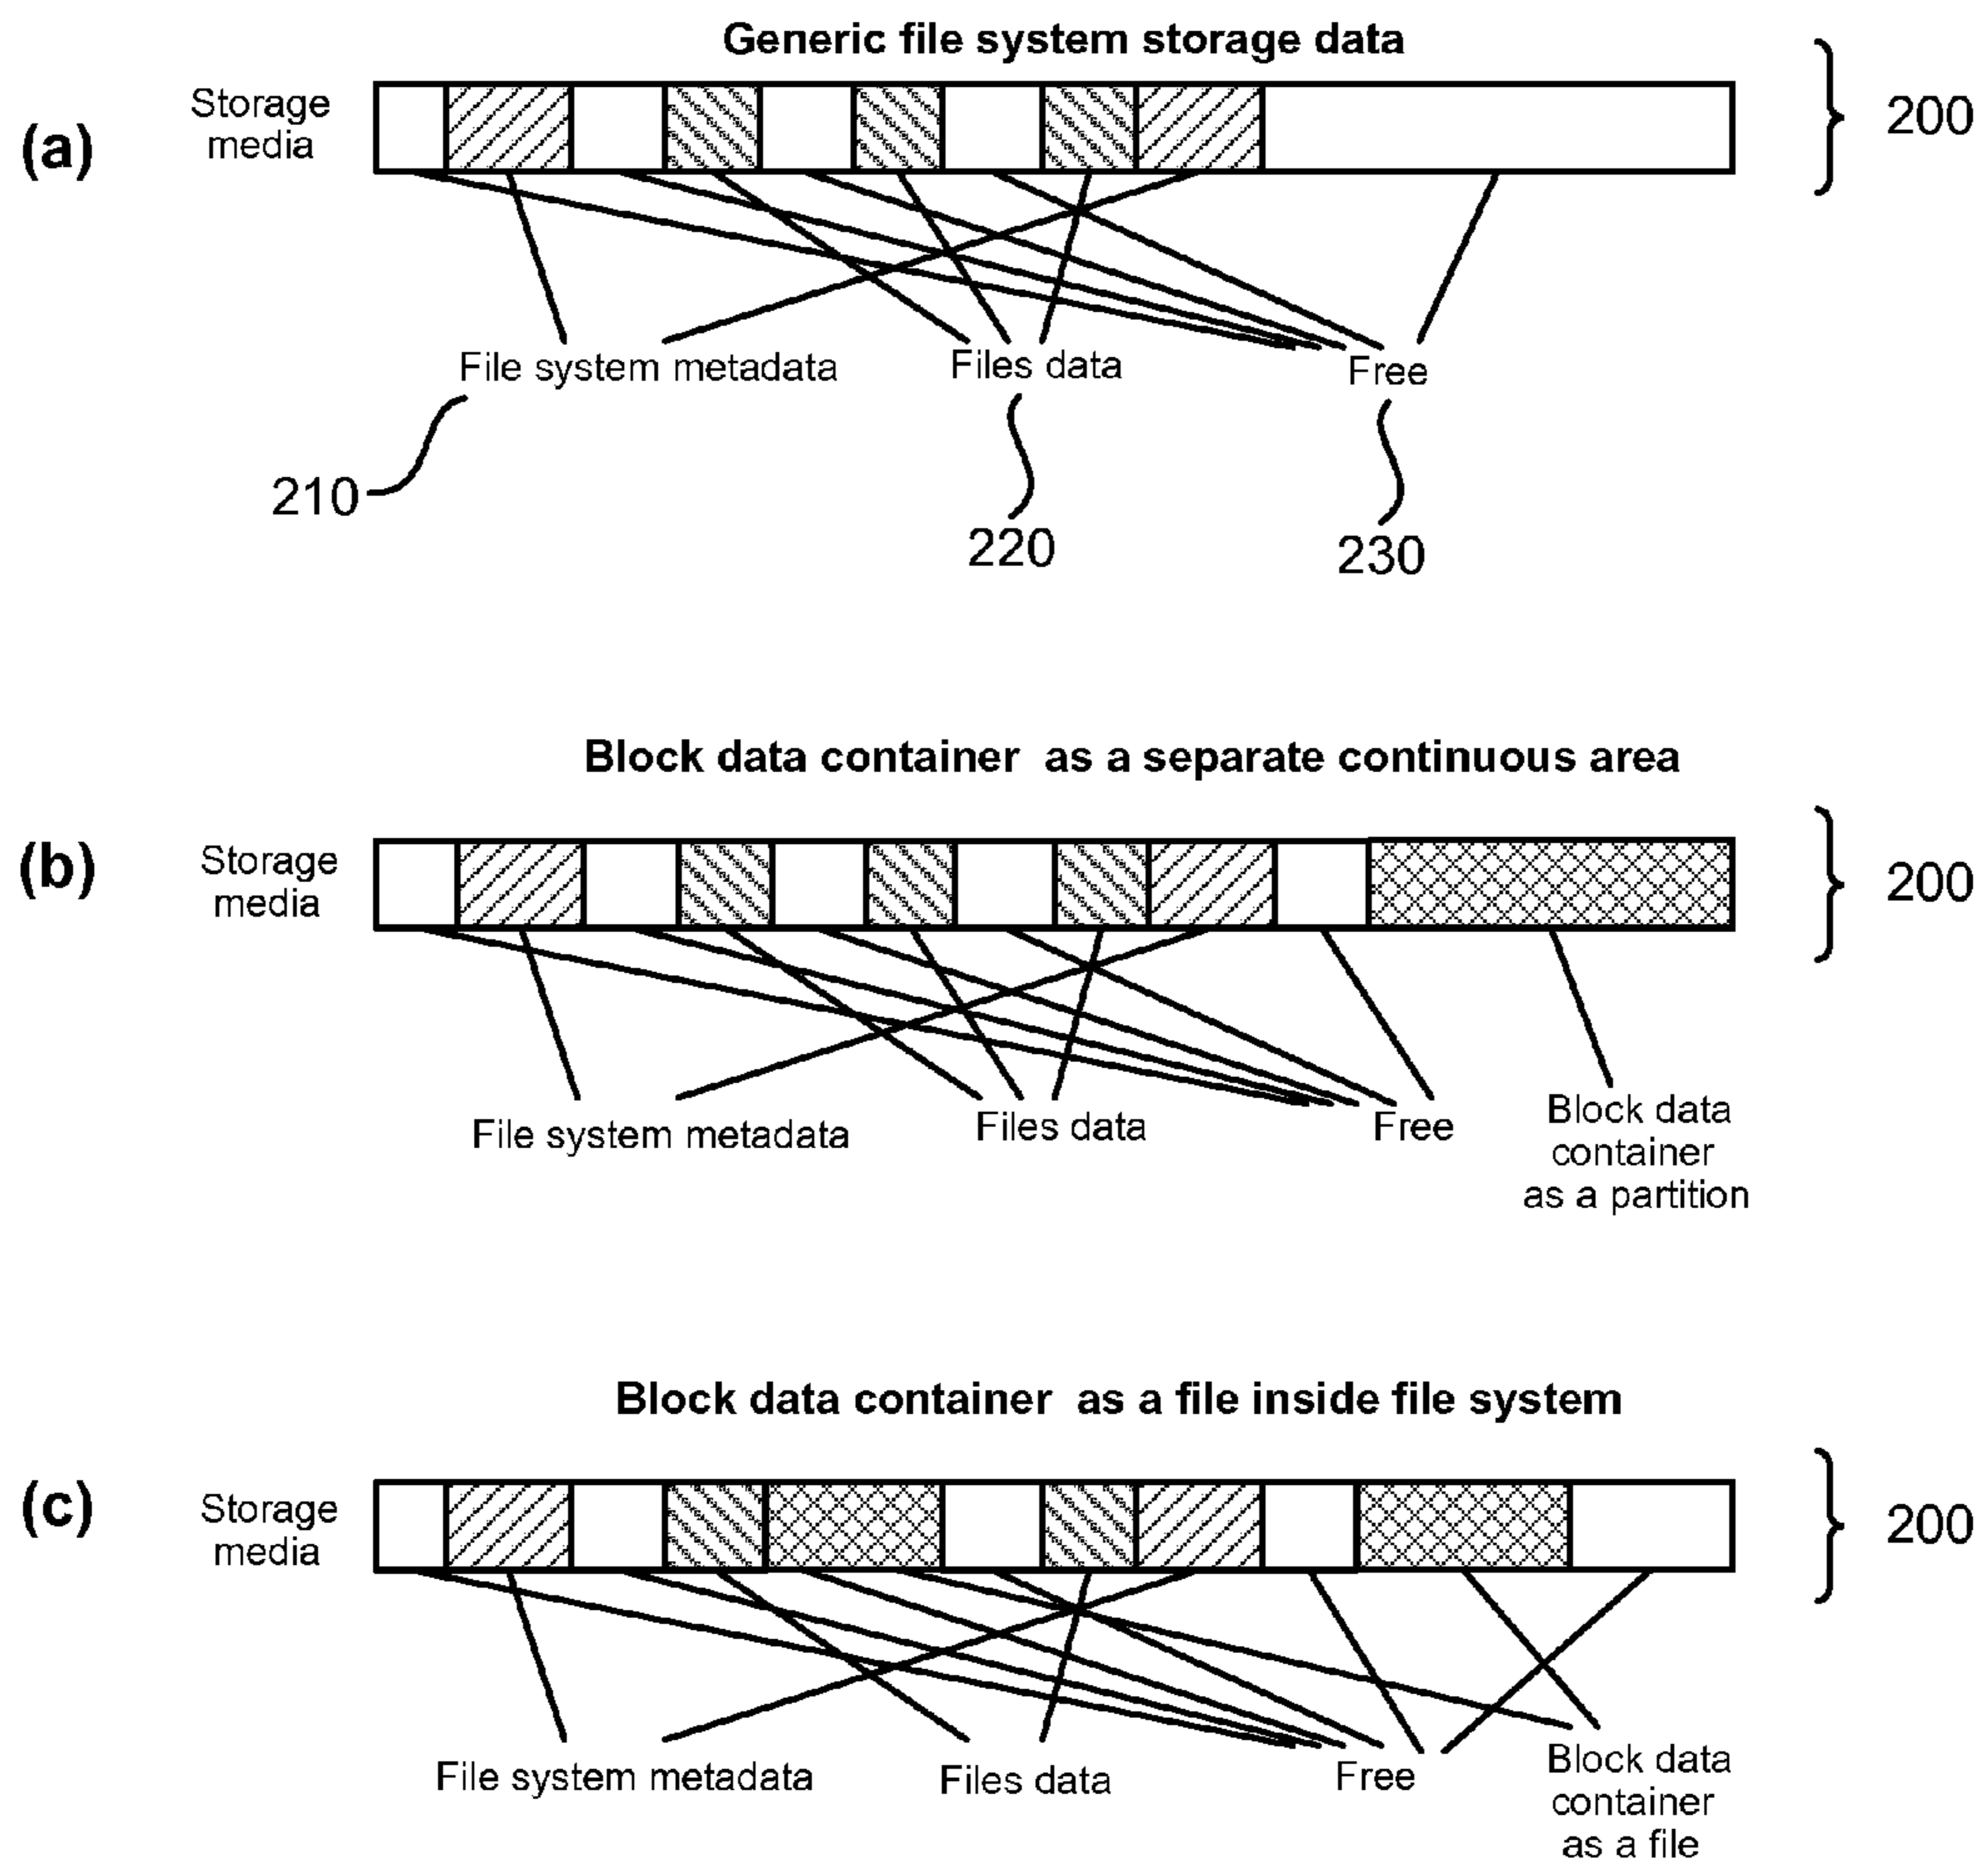 Generic file system storage data
(a)
Storage
media
200
File system metadata
Files data
Free
210
220
230
Block data container as a separate continuous area
(b)
Storage
media
200
File system metadata
Files data
Free
Block data
container
as a partition
Block data container as a file inside file system
(c)
Storage
media
200
File system metadata
Files data
Free
Block data
container
as a file